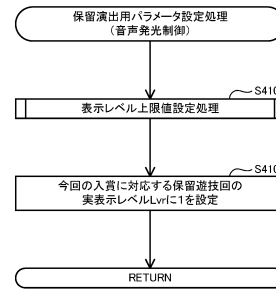 保留演出用パラメータ設定処理
(音声発光制御)
S410
表示レベル上限値設定処理
S410
今回の入賞に対応する保留遊技回の
実表示レベルLvrに1を設定
RETURN